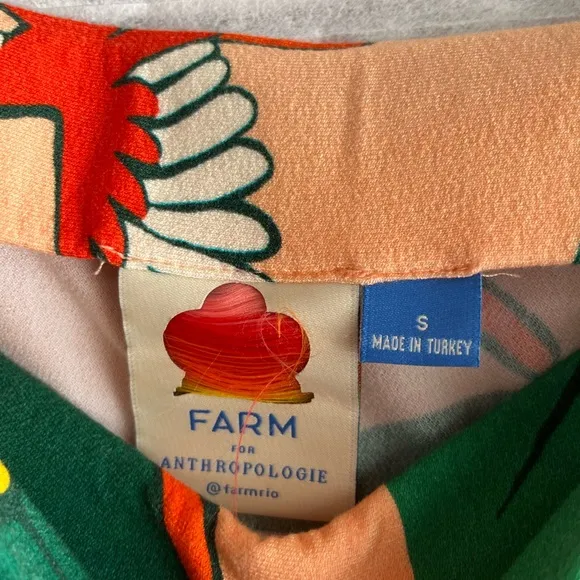 FARM
FOR
ANTHROPOLOGIE
@farmrio
S
MADE IN TURKEY